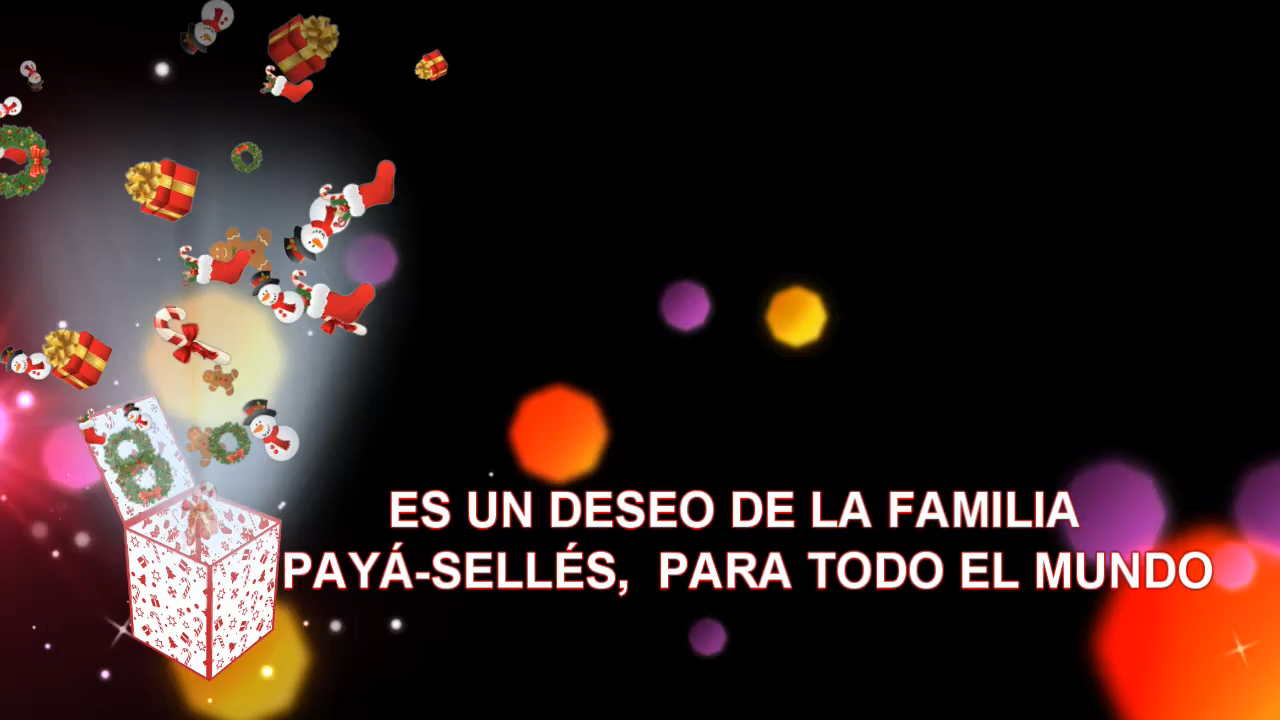 ES UN DESEO DE LA FAMILIA
PAYÁ-SELLÉS, PARA TODO EL MUNDO